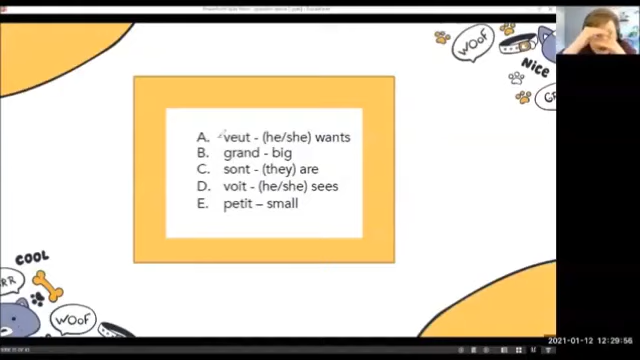 WOOF
NICE
A. veut - (he/she) wants
B. grand - big
C. sont - (they) are
D. voit - (he/she) sees
E. petit – small
COOL
WOOF
2021-01-12 12:29:56